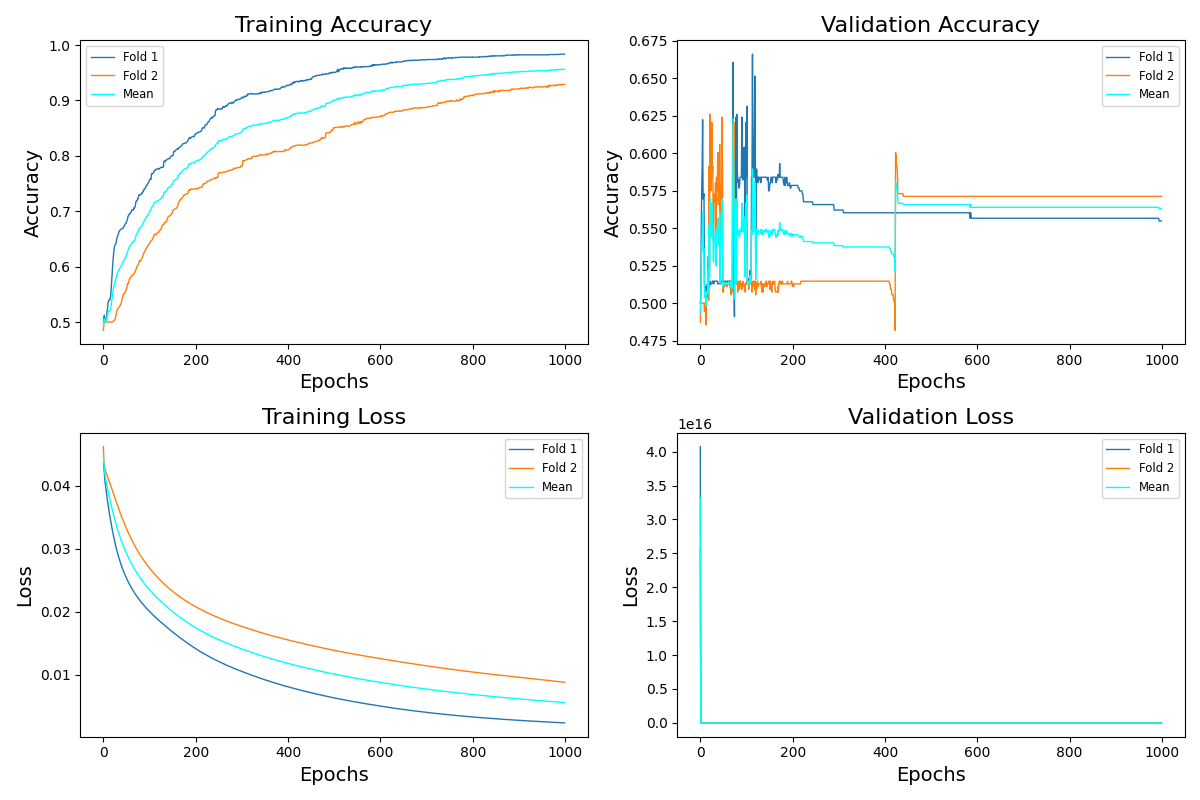 Training Accuracy
1.0
0.9
0.8
0.7
0.6
0.5
Accuracy
Fold 1
Fold 2
Mean
0 200 400 600 800 1000
Epochs
Validation Accuracy
0.675
0.650
0.625
0.600
0.575
0.550
0.525
0.500
0.475
Accuracy
Fold 1
Fold 2
Mean
0 200 400 600 800 1000
Epochs
Training Loss
0.04
0.03
0.02
0.01
Loss
Fold 1
Fold 2
Mean
0 200 400 600 800 1000
Epochs
Validation Loss
1e16
4.0
3.5
3.0
2.5
2.0
1.5
1.0
0.5
0.0
Loss
Fold 1
Fold 2
Mean
0 200 400 600 800 1000
Epochs